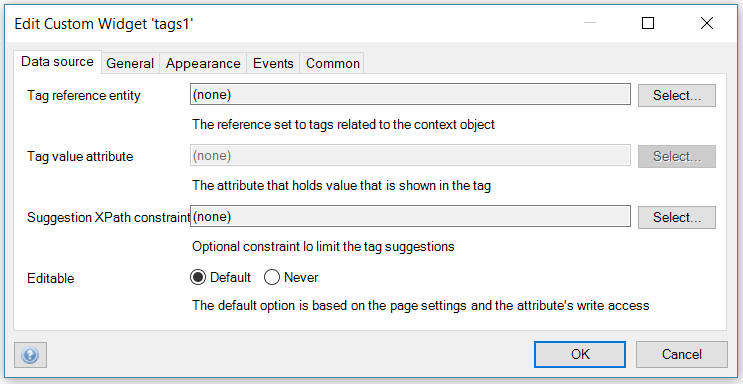 Edit Custom Widget 'tags1'
Data source General Appearance Events Common
Tag reference entity (none) Select...
The reference set to tags related to the context object
Tag value attribute (none) Select...
The attribute that holds value that is shown in the tag
Suggestion XPath constraint (none) Select...
Optional constraint lo limit the tag suggestions
Editable Default Never
The default option is based on the page settings and the attribute's write access
? OK Cancel